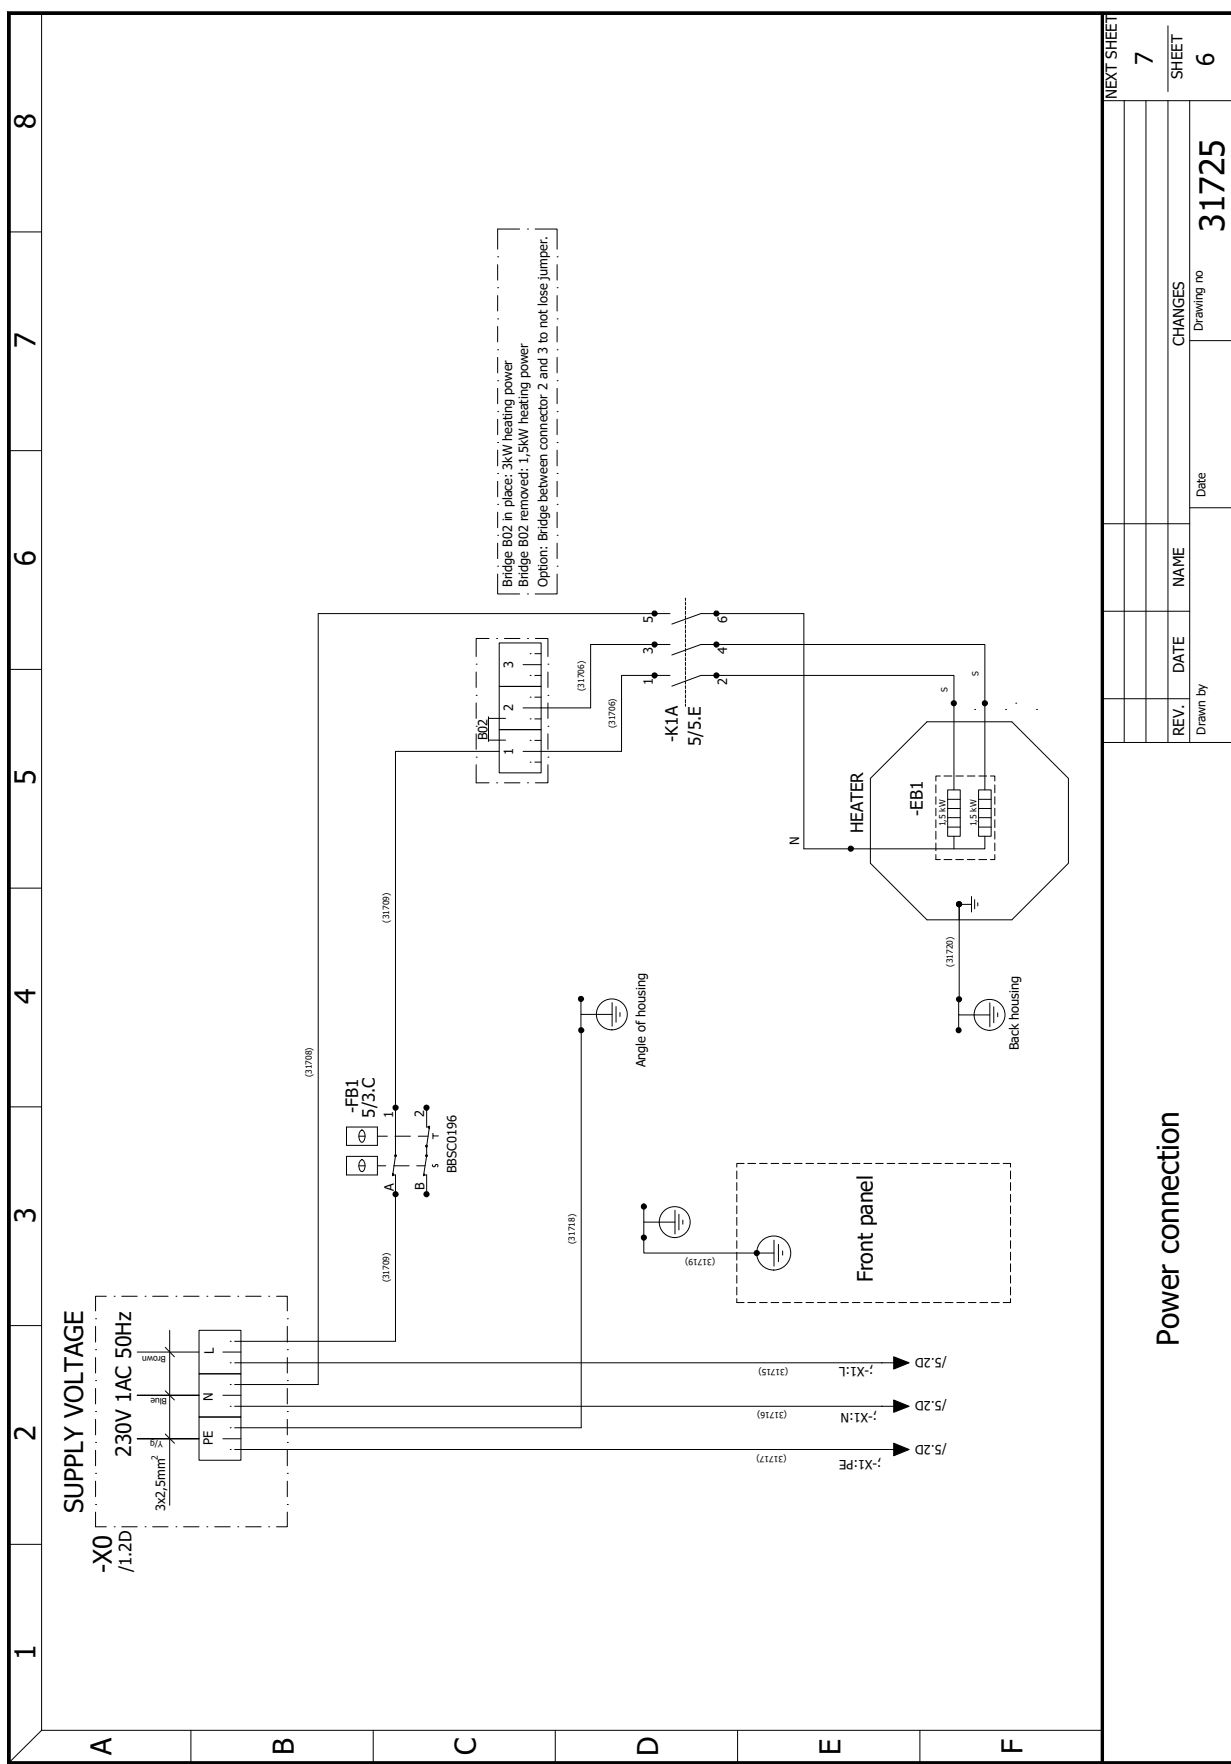 1
2
3
4
5
6
7
8
A
B
C
D
E
F
SUPPLY VOLTAGE
-X0
/1.2D
230V 1AC 50Hz
3x2,5mm²
Y/g
Blue
Brown
PE
N
L
(31708)
(31709)
(31709)
-FB1
5/3.C
A
1
B
2
S
T
BBSC0196
B02
1
2
3
Bridge B02 in place: 3kW heating power
Bridge B02 removed: 1,5kW heating power
Option: Bridge between connector 2 and 3 to not lose jumper.
(31706)
(31706)
(31718)
Angle of housing
-K1A
5/5.E
1
3
5
2
4
6
(31719)
Front panel
(31715)
(31716)
(31717)
;-X1:L
;-X1:N
;-X1:PE
/5.2D
/5.2D
/5.2D
N
HEATER
-EB1
1,5 kW
1,5 kW
S
S
(31720)
Back housing
Power connection
REV.
DATE
NAME
CHANGES
Drawn by
Date
Drawing no
31725
NEXT SHEET
7
SHEET
6